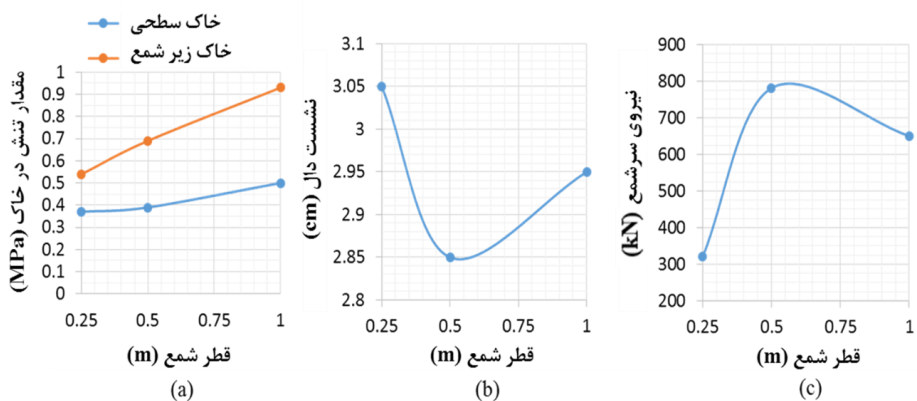 خاک سطحی
خاک زیر شمع
مقدار تنش در خاک (MPa)
1
0.9
0.8
0.7
0.6
0.5
0.4
0.3
0.2
0.1
0
0.25 0.5 0.75 1
قطر شمع (m)
(a)
نشست دال (cm)
3.1
3.05
3
2.95
2.9
2.85
2.8
0.25 0.5 0.75 1
قطر شمع (m)
(b)
نیروی سرشمع (kN)
900
800
700
600
500
400
300
200
0.25 0.5 0.75 1
قطر شمع (m)
(c)